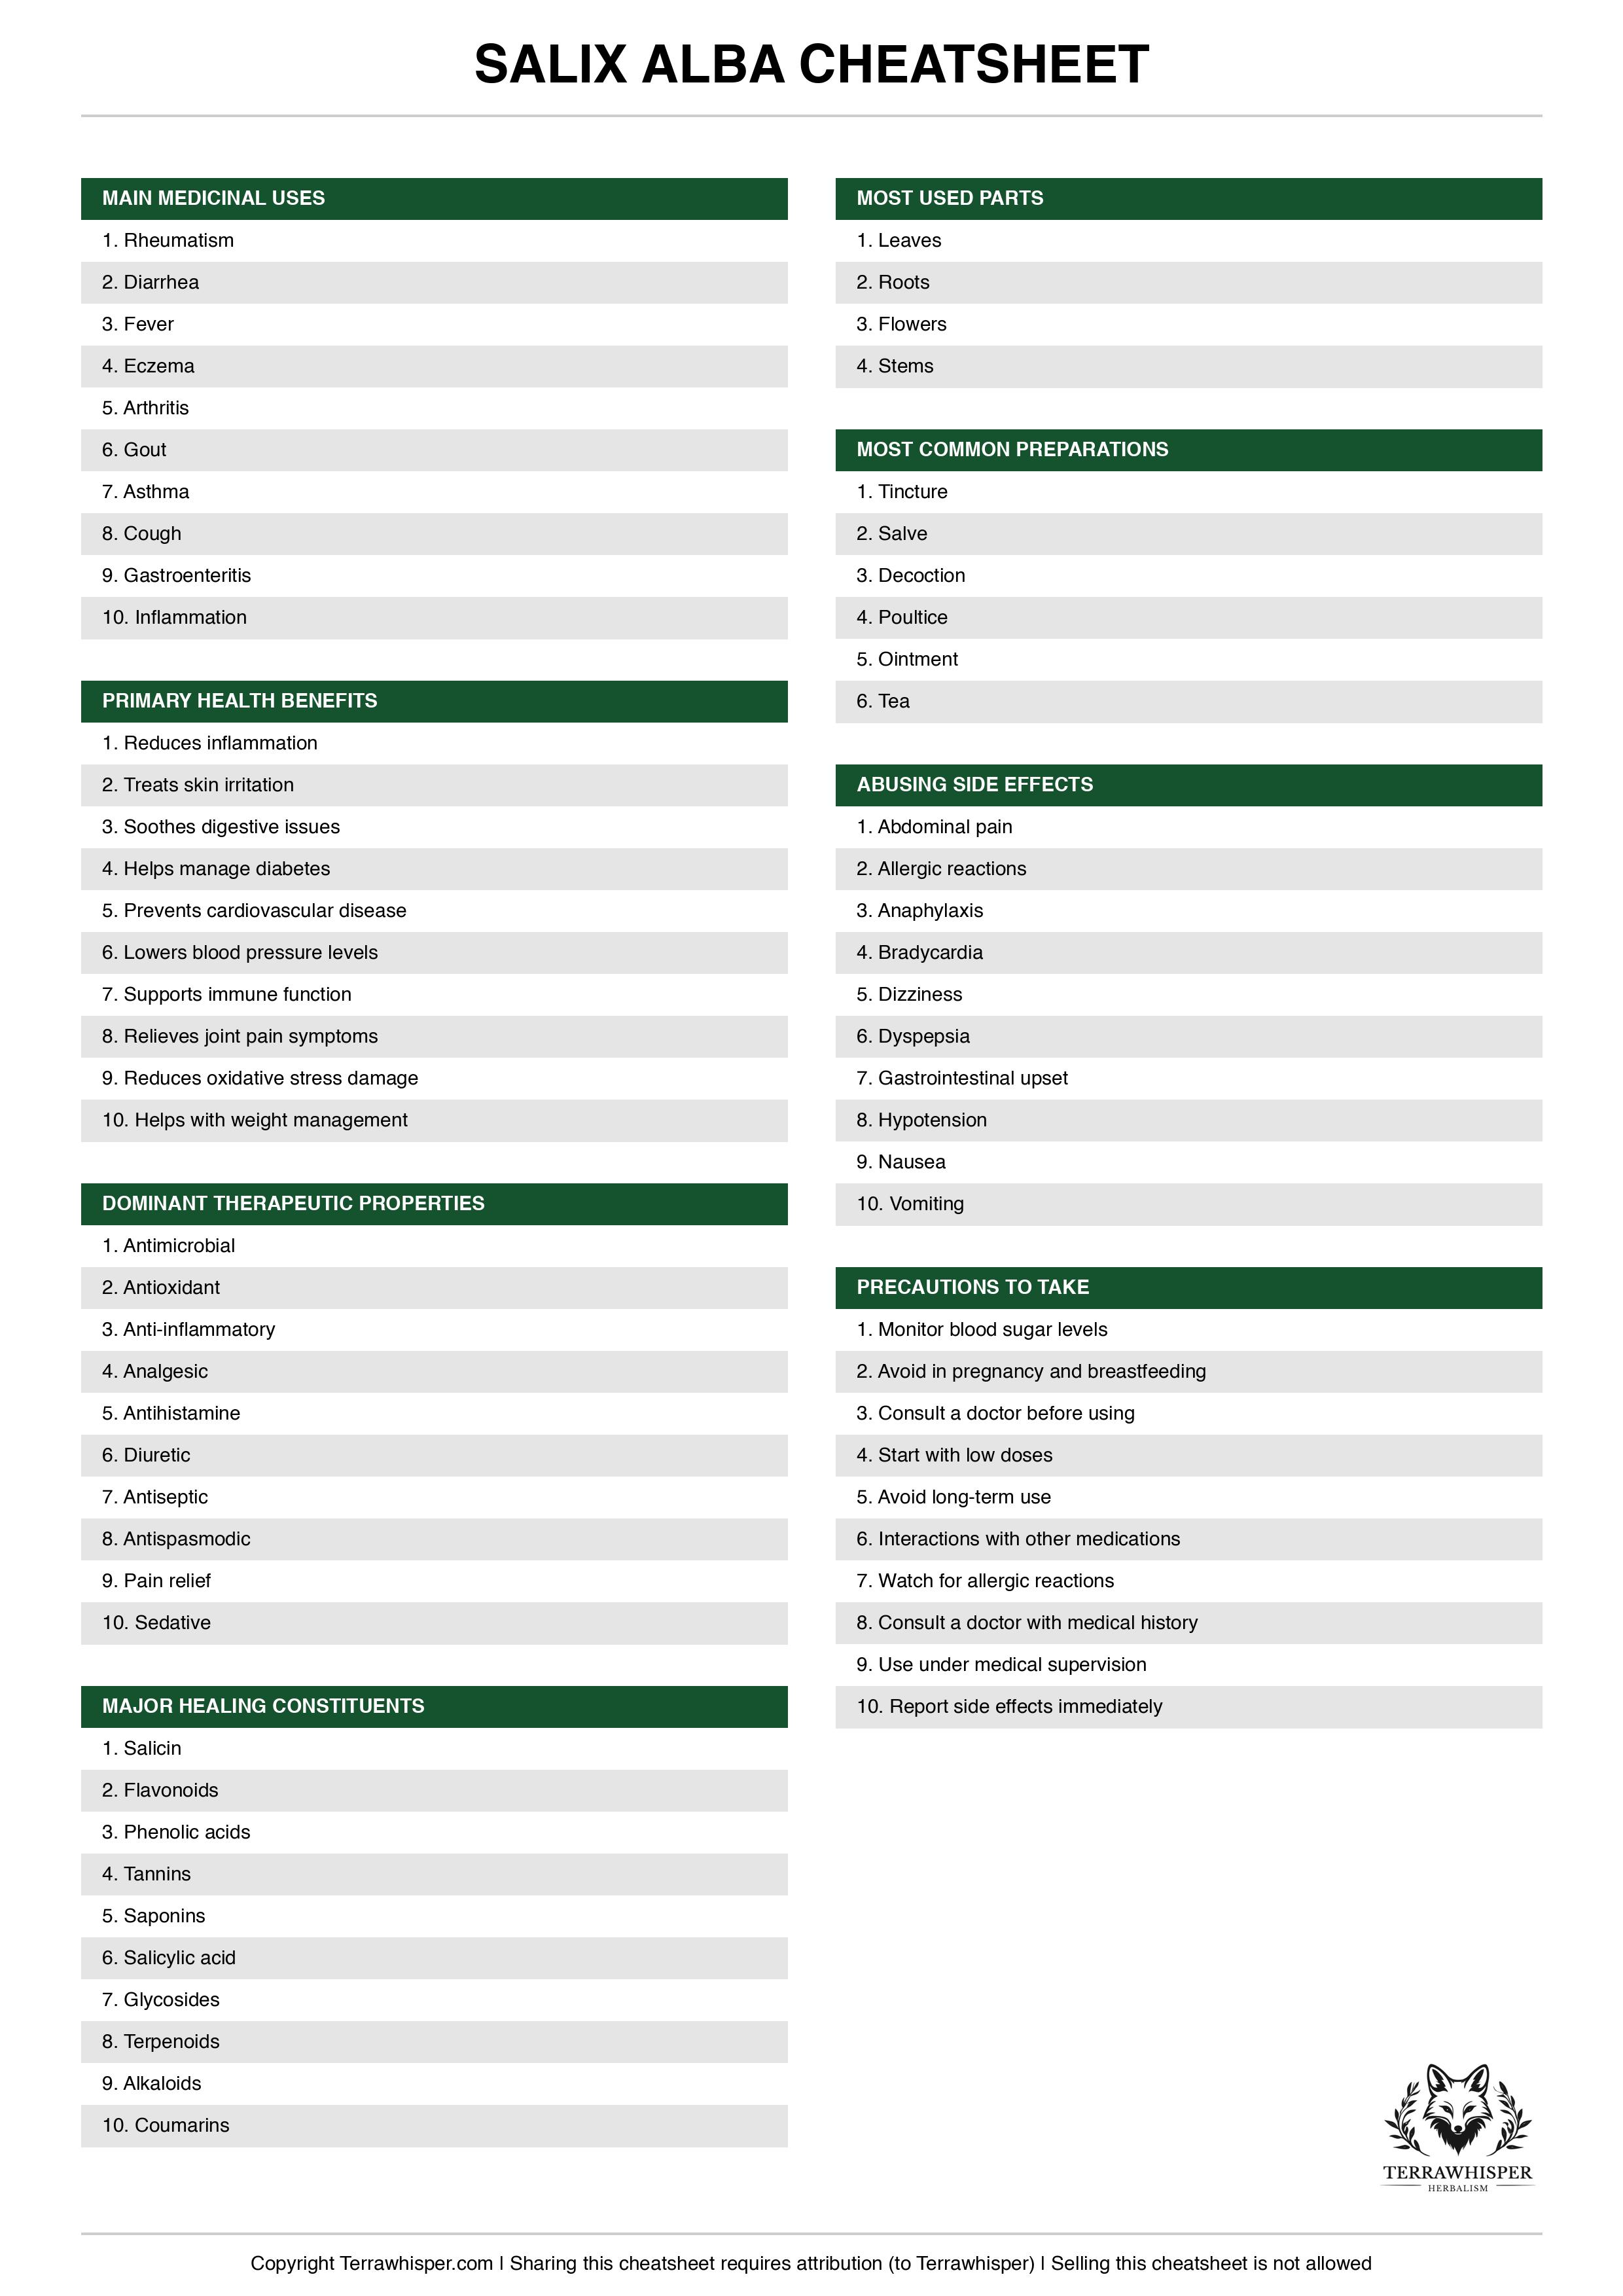 SALIX ALBA CHEATSHEET
MAIN MEDICINAL USES
1. Rheumatism
2. Diarrhea
3. Fever
4. Eczema
5. Arthritis
6. Gout
7. Asthma
8. Cough
9. Gastroenteritis
10. Inflammation
PRIMARY HEALTH BENEFITS
1. Reduces inflammation
2. Treats skin irritation
3. Soothes digestive issues
4. Helps manage diabetes
5. Prevents cardiovascular disease
6. Lowers blood pressure levels
7. Supports immune function
8. Relieves joint pain symptoms
9. Reduces oxidative stress damage
10. Helps with weight management
DOMINANT THERAPEUTIC PROPERTIES
1. Antimicrobial
2. Antioxidant
3. Anti-inflammatory
4. Analgesic
5. Antihistamine
6. Diuretic
7. Antiseptic
8. Antispasmodic
9. Pain relief
10. Sedative
MAJOR HEALING CONSTITUENTS
1. Salicin
2. Flavonoids
3. Phenolic acids
4. Tannins
5. Saponins
6. Salicylic acid
7. Glycosides
8. Terpenoids
9. Alkaloids
10. Coumarins
MOST USED PARTS
1. Leaves
2. Roots
3. Flowers
4. Stems
MOST COMMON PREPARATIONS
1. Tincture
2. Salve
3. Decoction
4. Poultice
5. Ointment
6. Tea
ABUSING SIDE EFFECTS
1. Abdominal pain
2. Allergic reactions
3. Anaphylaxis
4. Bradycardia
5. Dizziness
6. Dyspepsia
7. Gastrointestinal upset
8. Hypotension
9. Nausea
10. Vomiting
PRECAUTIONS TO TAKE
1. Monitor blood sugar levels
2. Avoid in pregnancy and breastfeeding
3. Consult a doctor before using
4. Start with low doses
5. Avoid long-term use
6. Interactions with other medications
7. Watch for allergic reactions
8. Consult a doctor with medical history
9. Use under medical supervision
10. Report side effects immediately
TERRAWHISPER
HERBALISM
Copyright Terrawhisper.com | Sharing this cheatsheet requires attribution (to Terrawhisper) | Selling this cheatsheet is not allowed